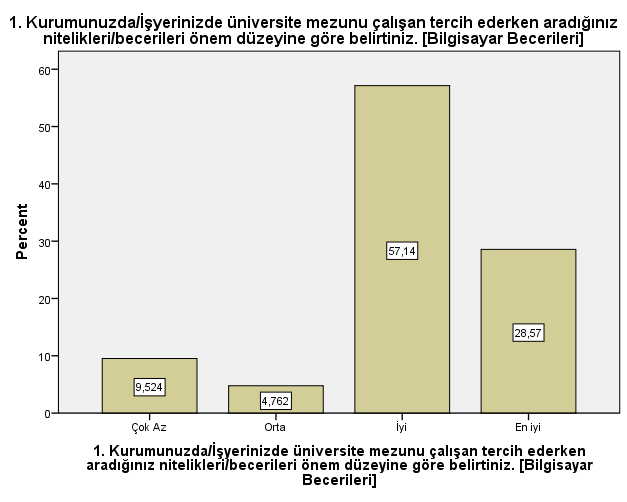 1. Kurumunuzda/İşyerinizde üniversite mezunu çalışan tercih ederken aradığınız
nitelikleri/becerileri önem düzeyine göre belirtiniz. [Bilgisayar Becerileri]
Percent
60
50
40
30
20
10
0
9,524
4,762
57,14
28,57
Çok Az
Orta
İyi
En iyi
1. Kurumunuzda/İşyerinizde üniversite mezunu çalışan tercih ederken
aradığınız nitelikleri/becerileri önem düzeyine göre belirtiniz. [Bilgisayar
Becerileri]